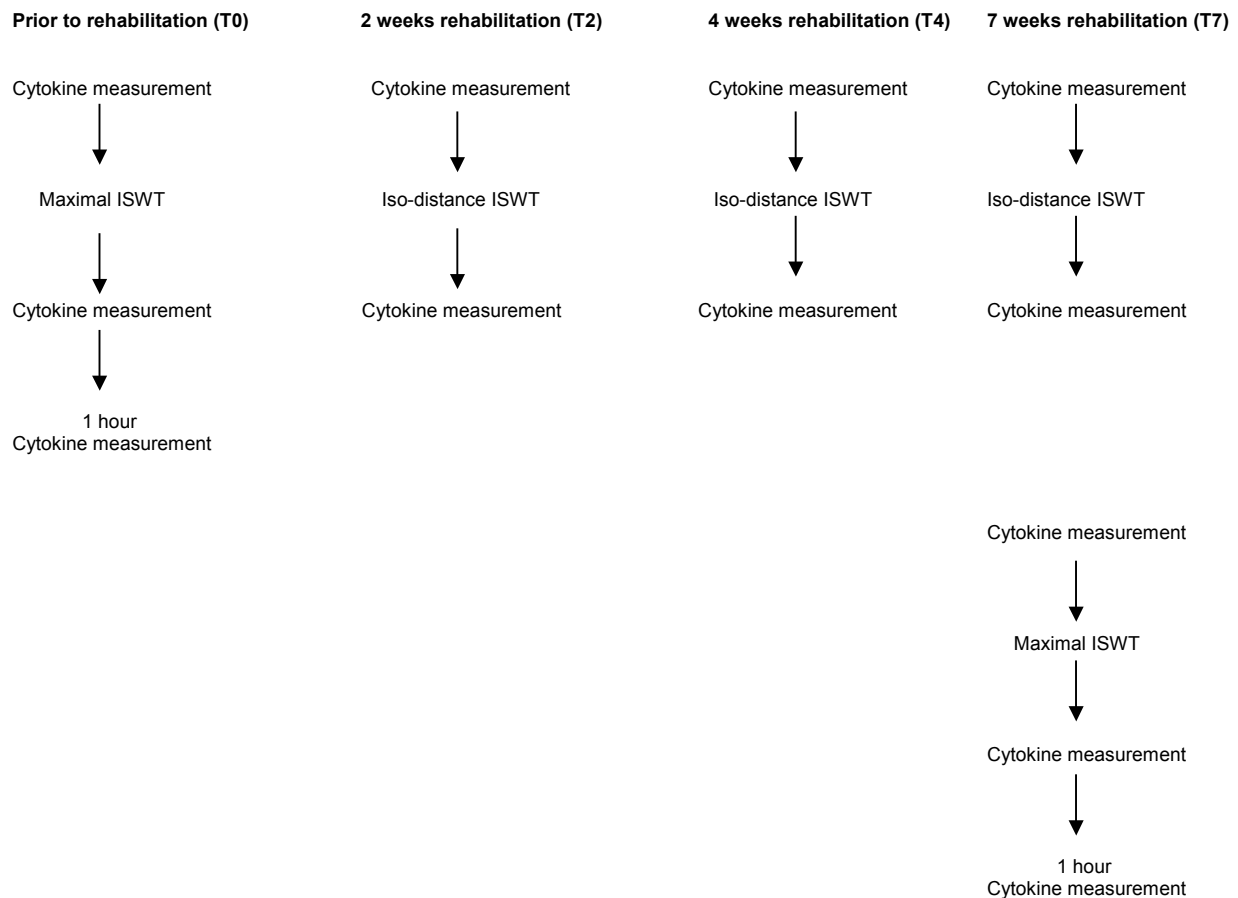 Prior to rehabilitation (T0)
2 weeks rehabilitation (T2)
4 weeks rehabilitation (T4)
7 weeks rehabilitation (T7)
Cytokine measurement
Cytokine measurement
Cytokine measurement
Cytokine measurement
Maximal ISWT
Iso-distance ISWT
Iso-distance ISWT
Iso-distance ISWT
Cytokine measurement
Cytokine measurement
Cytokine measurement
Cytokine measurement
1 hour
Cytokine measurement
Cytokine measurement
Maximal ISWT
Cytokine measurement
1 hour
Cytokine measurement